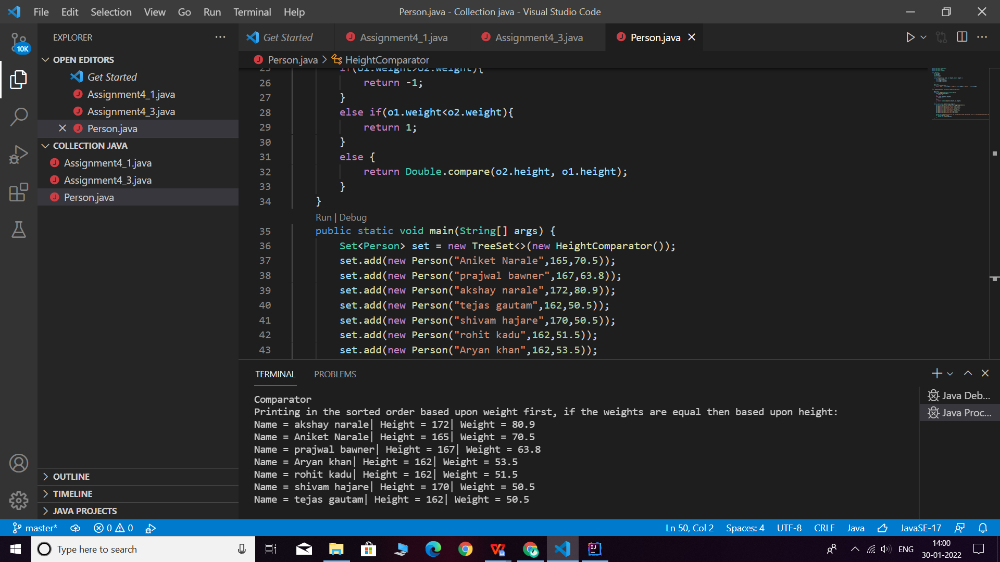 File Edit Selection View Go Run Terminal Help
Person.java - Collection java - Visual Studio Code
10K
EXPLORER
OPEN EDITORS
Get Started
Assignment4_1.java
Assignment4_3.java
Person.java
COLLECTION JAVA
Assignment4_1.java
Assignment4_3.java
Person.java
OUTLINE
TIMELINE
JAVA PROJECTS
Get Started Assignment4_1.java Assignment4_3.java Person.java
Person.java > HeightComparator
25 if(o1.weight>o2.weight){
26 return -1;
27 }
28 else if(o1.weight<o2.weight){
29 return 1;
30 }
31 else {
32 return Double.compare(o2.height, o1.height);
33 }
34 }
Run | Debug
35 public static void main(String[] args) {
36 Set<Person> set = new TreeSet<>(new HeightComparator());
37 set.add(new Person("Aniket Narale",165,70.5));
38 set.add(new Person("prajwal bawner",167,63.8));
39 set.add(new Person("akshay narale",172,80.9));
40 set.add(new Person("tejas gautam",162,50.5));
41 set.add(new Person("shivam hajare",170,50.5));
42 set.add(new Person("rohit kadu",162,51.5));
43 set.add(new Person("Aryan khan",162,53.5));
TERMINAL PROBLEMS
Comparator
Printing in the sorted order based upon weight first, if the weights are equal then based upon height:
Name = akshay narale| Height = 172| Weight = 80.9
Name = Aniket Narale| Height = 165| Weight = 70.5
Name = prajwal bawner| Height = 167| Weight = 63.8
Name = Aryan khan| Height = 162| Weight = 53.5
Name = rohit kadu| Height = 162| Weight = 51.5
Name = shivam hajare| Height = 170| Weight = 50.5
Name = tejas gautam| Height = 162| Weight = 50.5
Java Deb...
Java Proc...
master* 0 0 Ln 50, Col 2 Spaces: 4 UTF-8 CRLF Java JavaSE-17
Type here to search
ENG
14:00
30-01-2022